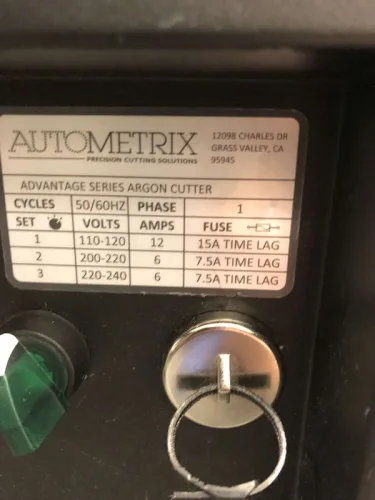 AUTOMETRIX
PRECISION CUTTING SOLUTIONS
12098 CHARLES DR
GRASS VALLEY, CA
95945
ADVANTAGE SERIES ARGON CUTTER
CYCLES 50/60HZ PHASE 1
SET VOLTS AMPS FUSE
1 110-120 12 15A TIME LAG
2 200-220 6 7.5A TIME LAG
3 220-240 6 7.5A TIME LAG